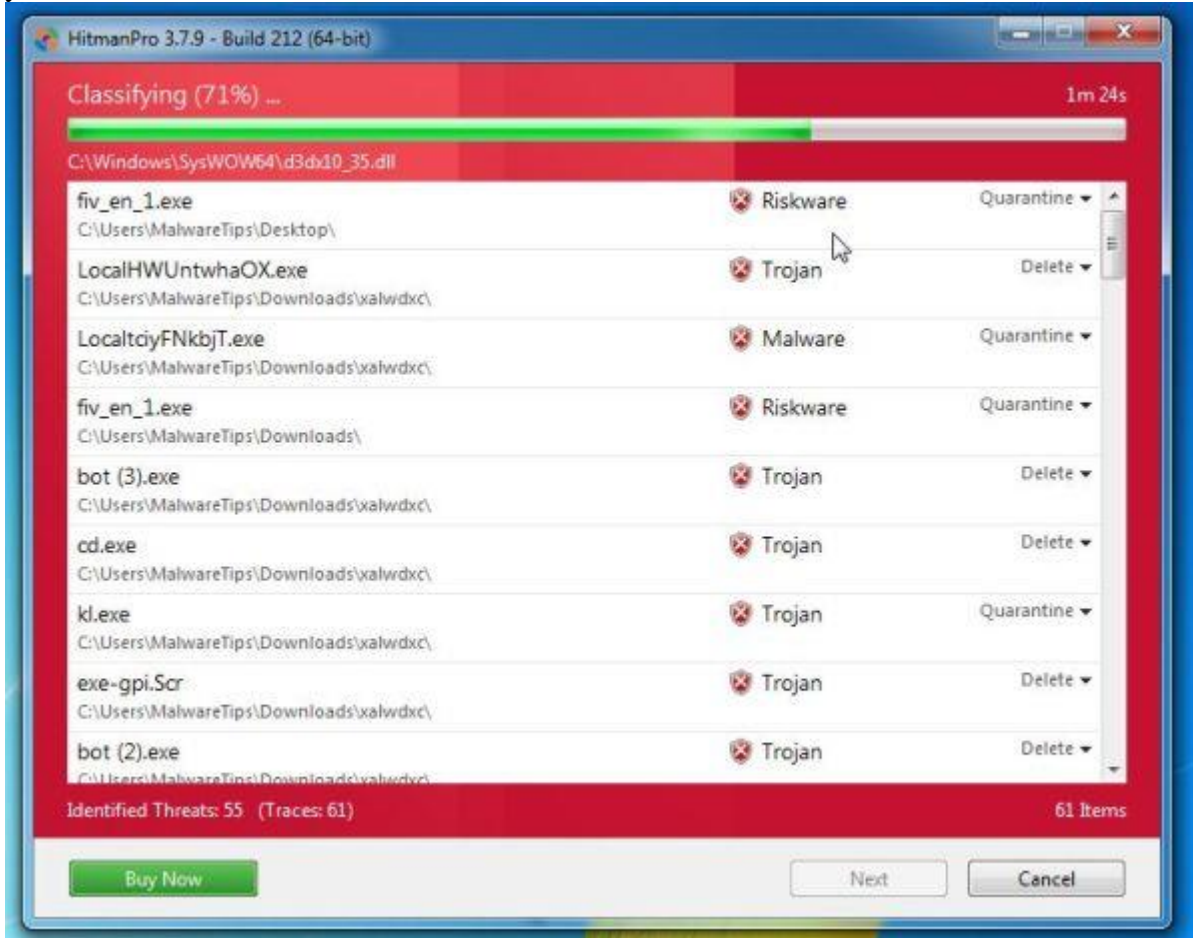 HitmanPro 3.7.9 - Build 212 (64-bit)
Classifying (71%) ... 1m 24s
C:\Windows\SysWOW64\d3dx10_35.dll
fiv_en_1.exe Riskware Quarantine
C:\Users\MalwareTips\Desktop\
LocalHWUntwhaOX.exe Trojan Delete
C:\Users\MalwareTips\Downloads\xalwdxc\
LocaltciyFNkbjT.exe Malware Quarantine
C:\Users\MalwareTips\Downloads\xalwdxc\
fiv_en_1.exe Riskware Quarantine
C:\Users\MalwareTips\Downloads\
bot (3).exe Trojan Delete
C:\Users\MalwareTips\Downloads\xalwdxc\
cd.exe Trojan Delete
C:\Users\MalwareTips\Downloads\xalwdxc\
kl.exe Trojan Quarantine
C:\Users\MalwareTips\Downloads\xalwdxc\
exe-gpi.Scr Trojan Delete
C:\Users\MalwareTips\Downloads\xalwdxc\
bot (2).exe Trojan Delete
C:\Users\MalwareTips\Downloads\xalwdxc\
Identified Threats: 55 (Traces: 61) 61 Items
Buy Now Next Cancel